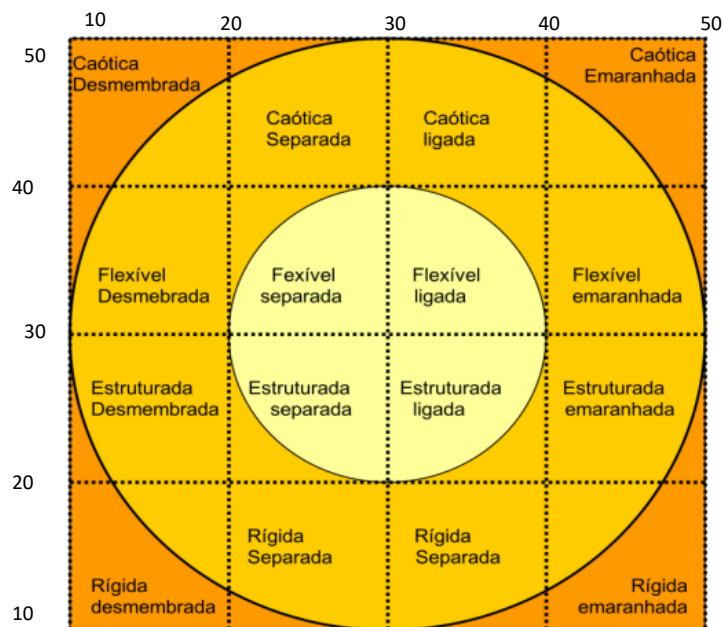 10 20 30 40 50
50
Caótica
Desmembrada
Caótica
Emaranhada
Caótica
Separada
Caótica
ligada
40
Flexível
Desmebrada
Fexível
separada
Flexível
ligada
Flexível
emaranhada
30
Estruturada
Desmembrada
Estruturada
separada
Estruturada
ligada
Estruturada
emaranhada
20
Rígida
Separada
Rígida
Separada
Rígida
desmembrada
Rígida
emaranhada
10